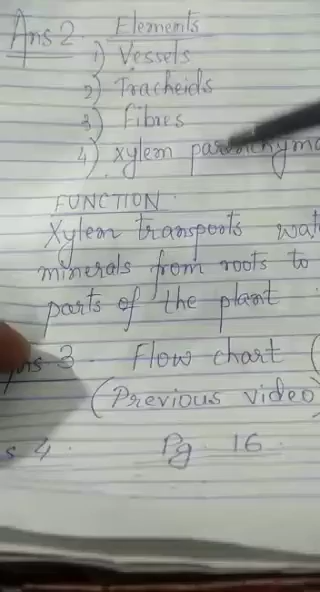 Ans 2. Elements
1) Vessels
2) Tracheids
3) Fibres
4) Xylem
FUNCTION
Xylem transports
minerals from roots to
parts of the plant
3. Flow chart (
(Previous video)
4. Pg. 16.